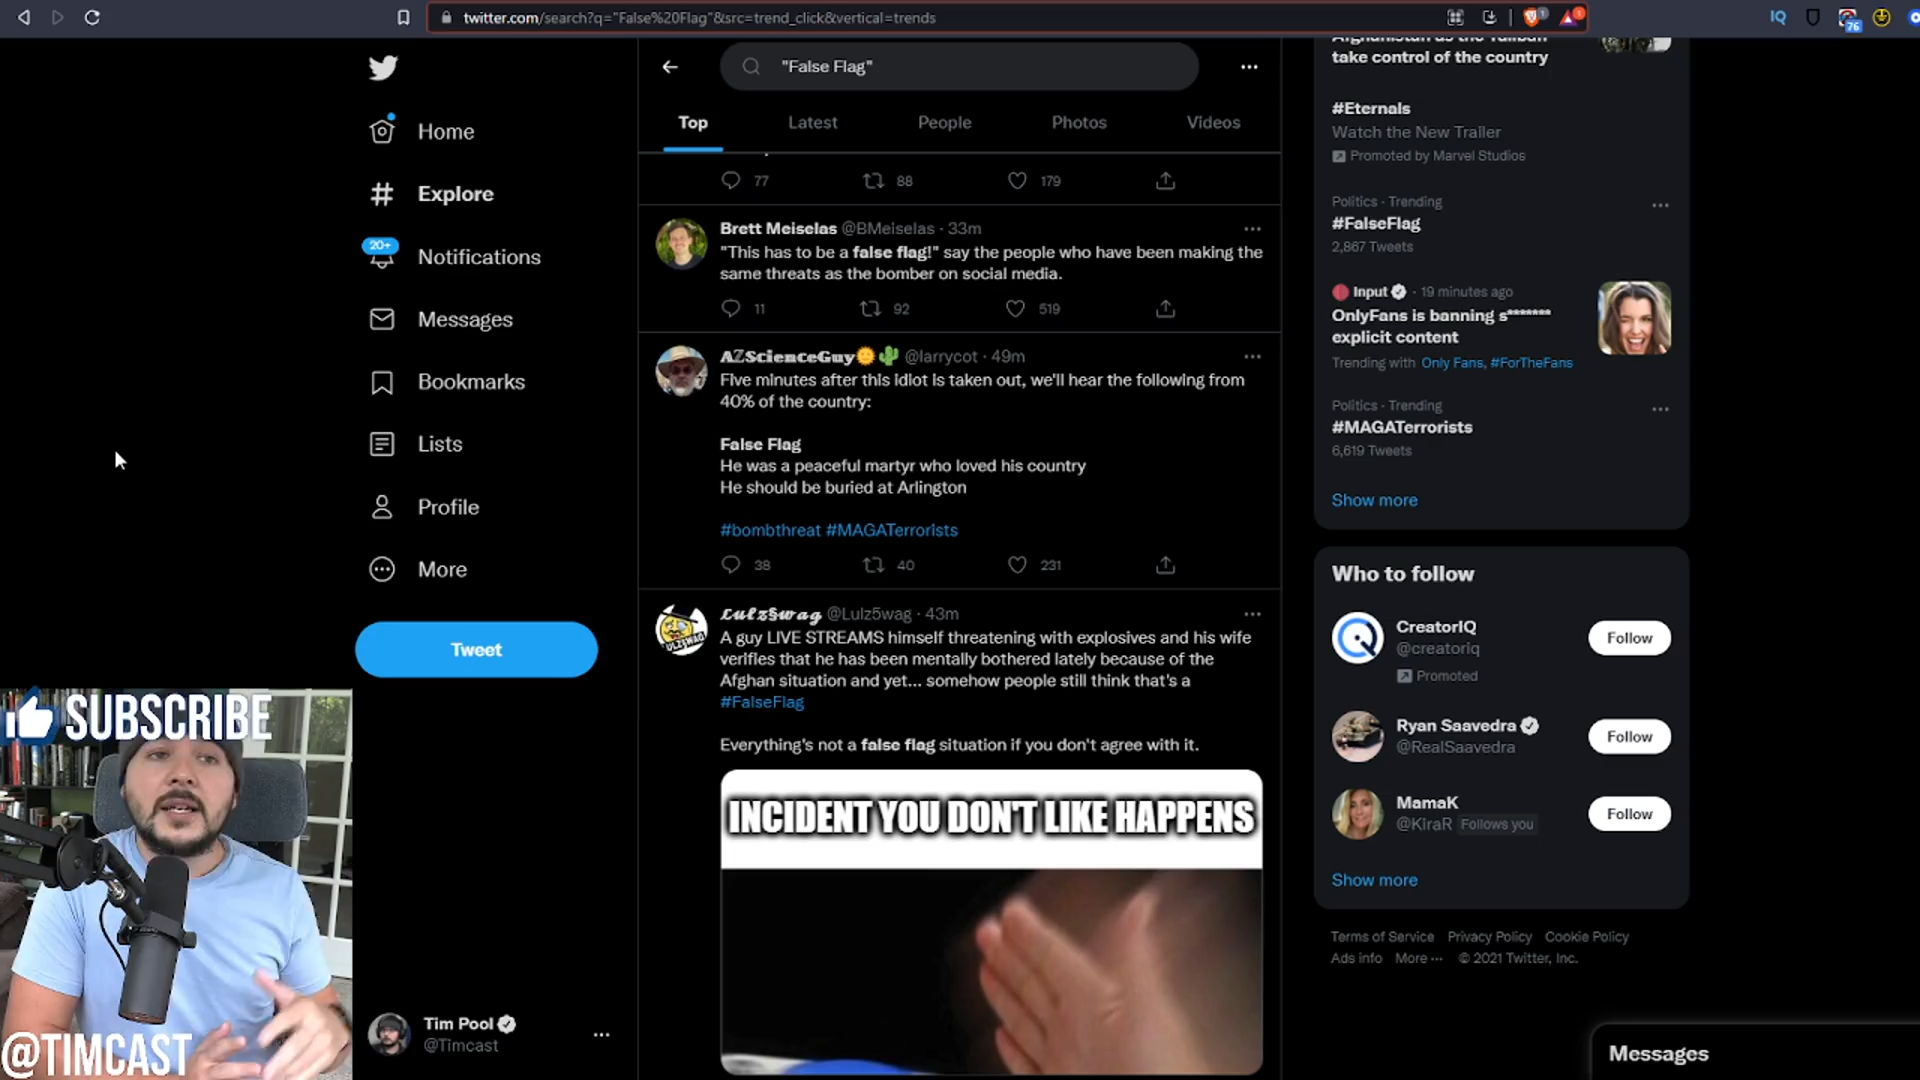 twitter.com/search?q="False%20Flag"&src=trend_click&vertical=trends
IQ
76
"False Flag"
Top
Latest
People
Photos
Videos
Home
Explore
20+
Notifications
Messages
Bookmarks
Lists
Profile
More
Tweet
Tim Pool
@Timcast
77
88
179
Brett Meiselas @BMeiselas · 33m
"This has to be a false flag!" say the people who have been making the
same threats as the bomber on social media.
11
92
519
AZScienceGuy🌞🌵 @larrycot · 49m
Five minutes after this idiot is taken out, we'll hear the following from
40% of the country:
False Flag
He was a peaceful martyr who loved his country
He should be buried at Arlington
#bombthreat #MAGATerrorists
38
40
231
Lulz§wag @Lulz5wag · 43m
A guy LIVE STREAMS himself threatening with explosives and his wife
verifies that he has been mentally bothered lately because of the
Afghan situation and yet... somehow people still think that's a
#FalseFlag
Everything's not a false flag situation if you don't agree with it.
INCIDENT YOU DON'T LIKE HAPPENS
Afghanistan as the Taliban
take control of the country
#Eternals
Watch the New Trailer
Promoted by Marvel Studios
Politics · Trending
#FalseFlag
2,867 Tweets
Input · 19 minutes ago
OnlyFans is banning s*******
explicit content
Trending with Only Fans, #ForTheFans
Politics · Trending
#MAGATerrorists
6,619 Tweets
Show more
Who to follow
CreatorIQ
@creatoriq
Promoted
Follow
Ryan Saavedra
@RealSaavedra
Follow
MamaK
@KiraR Follows you
Follow
Show more
Terms of Service Privacy Policy Cookie Policy
Ads info More ··· © 2021 Twitter, Inc.
Messages
SUBSCRIBE
@TIMCAST